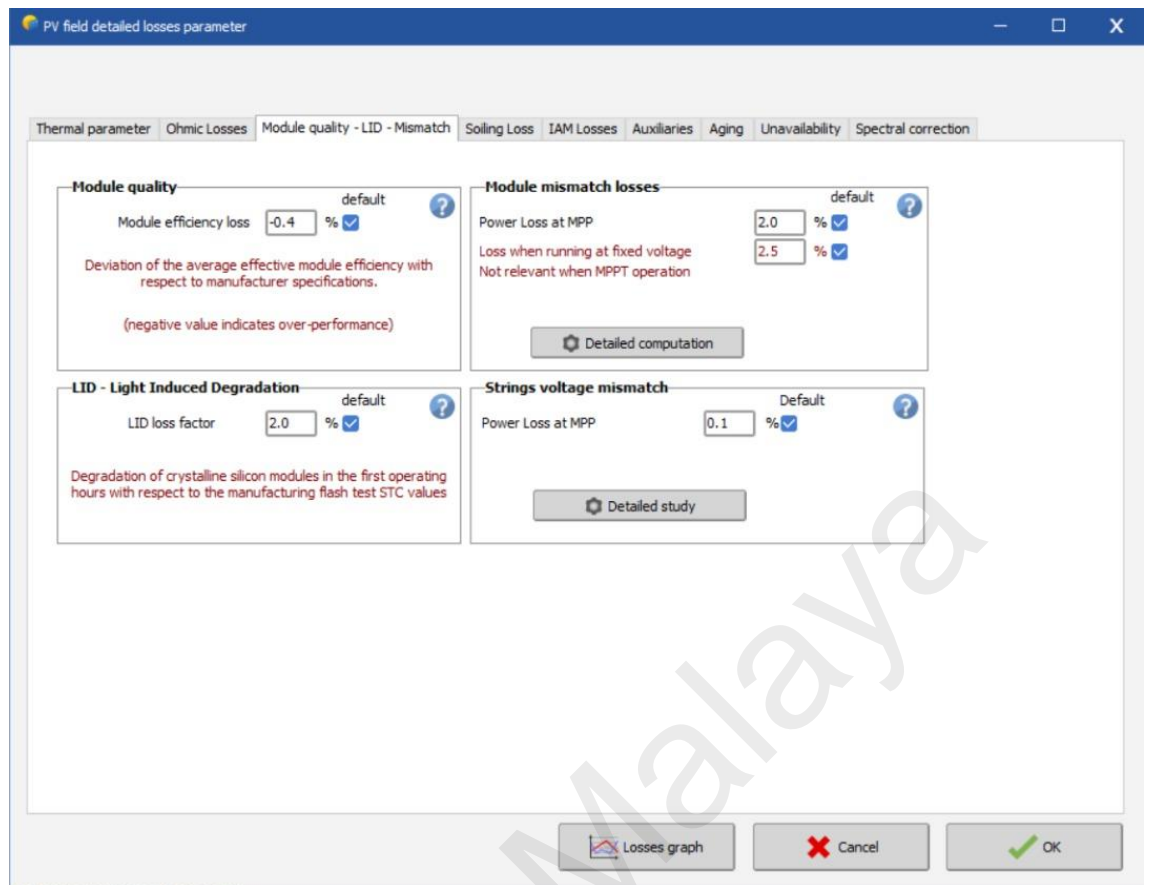 PV field detailed losses parameter
Thermal parameter Ohmic Losses Module quality - LID - Mismatch Soiling Loss IAM Losses Auxiliaries Aging Unavailability Spectral correction
Module quality
default
Module efficiency loss -0.4 %
Deviation of the average effective module efficiency with
respect to manufacturer specifications.
(negative value indicates over-performance)
Module mismatch losses
default
Power Loss at MPP 2.0 %
Loss when running at fixed voltage 2.5 %
Not relevant when MPPT operation
Detailed computation
LID - Light Induced Degradation
default
LID loss factor 2.0 %
Degradation of crystalline silicon modules in the first operating
hours with respect to the manufacturing flash test STC values
Strings voltage mismatch
Default
Power Loss at MPP 0.1 %
Detailed study
Malaya
Losses graph Cancel OK